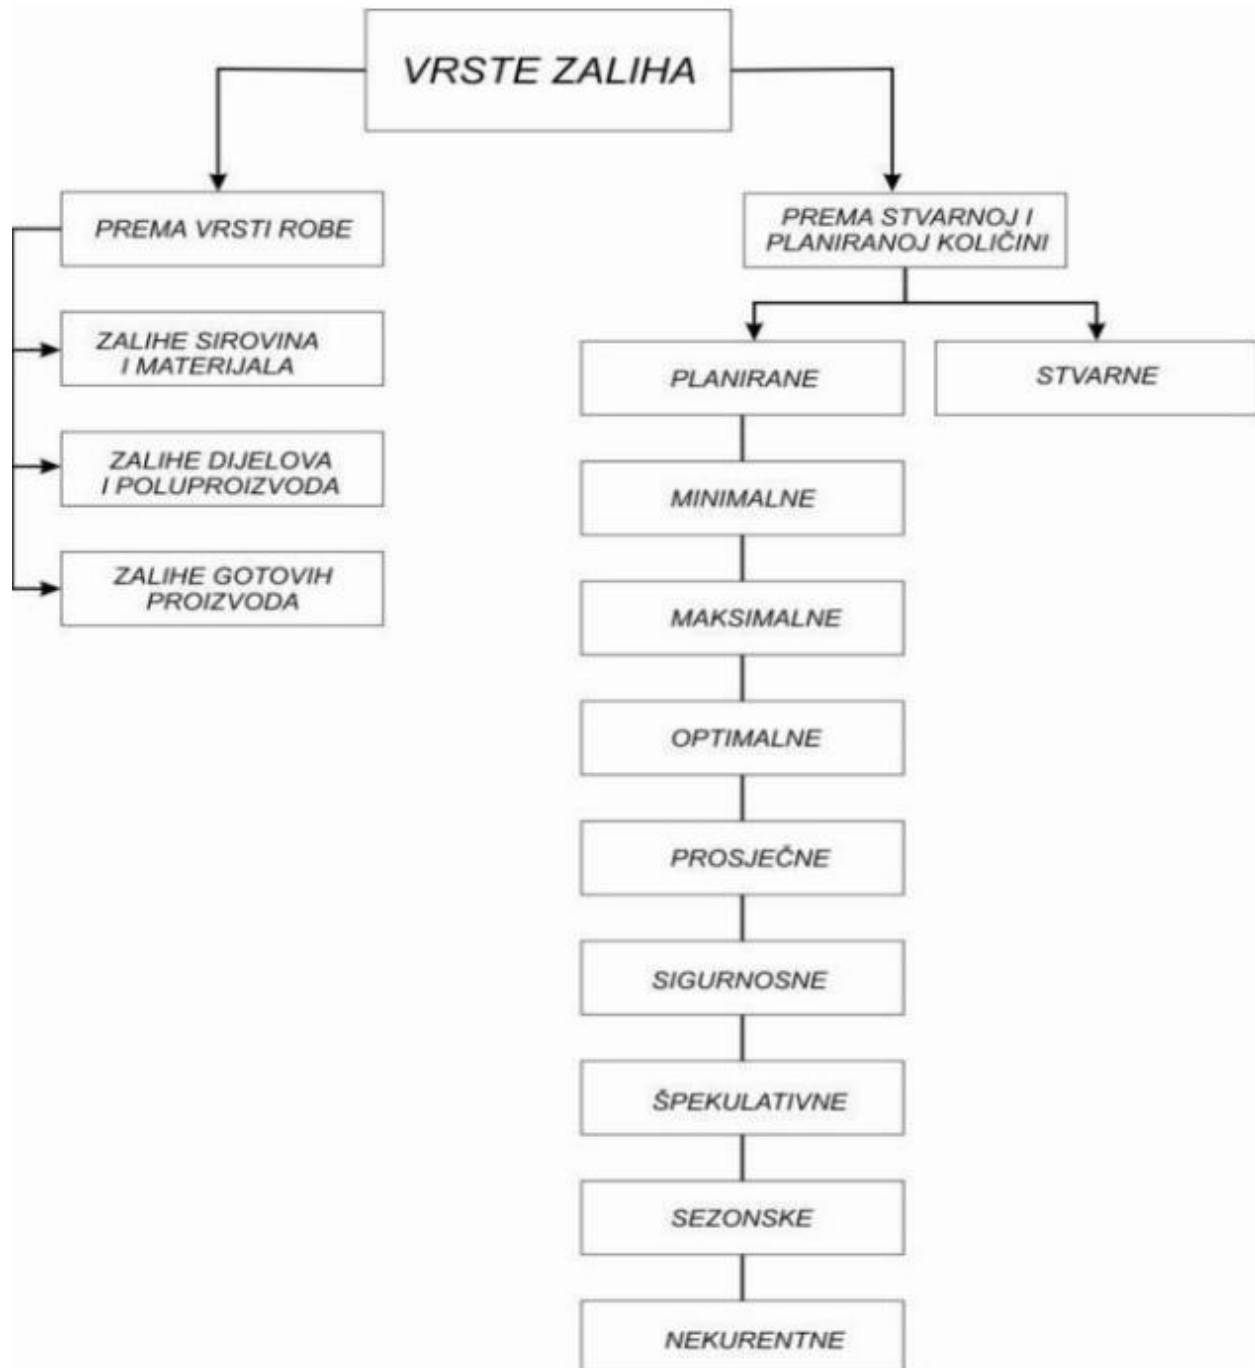 VRSTE ZALIHA
PREMA VRSTI ROBE
ZALIHE SIROVINA
I MATERIJALA
ZALIHE DIJELOVA
I POLUPROIZVODA
ZALIHE GOTOVIH
PROIZVODA
PREMA STVARNOJ I
PLANIRANOJ KOLIČINI
PLANIRANE
STVARNE
MINIMALNE
MAKSIMALNE
OPTIMALNE
PROSJEČNE
SIGURNOSNE
ŠPEKULATIVNE
SEZONSKE
NEKURENTNE